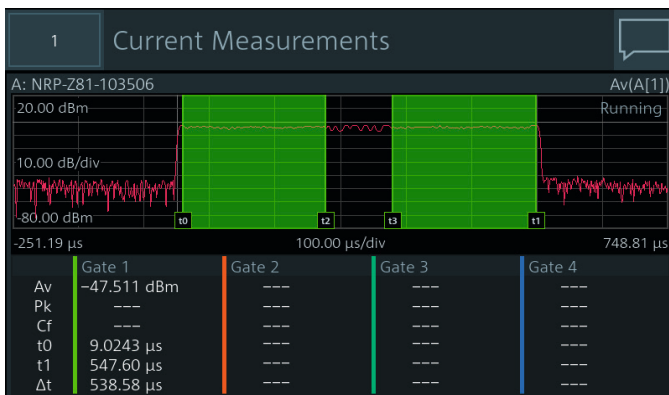 1
Current Measurements
A: NRP-Z81-103506 Av(A[1])
20.00 dBm Running
10.00 dB/div
-80.00 dBm t0 t2 t3 t1
-251.19 µs 100.00 µs/div 748.81 µs
Gate 1 Gate 2 Gate 3 Gate 4
Av −47.511 dBm --- --- ---
Pk --- --- --- ---
Cf --- --- --- ---
t0 9.0243 µs --- --- ---
t1 547.60 µs --- --- ---
Δt 538.58 µs --- --- ---